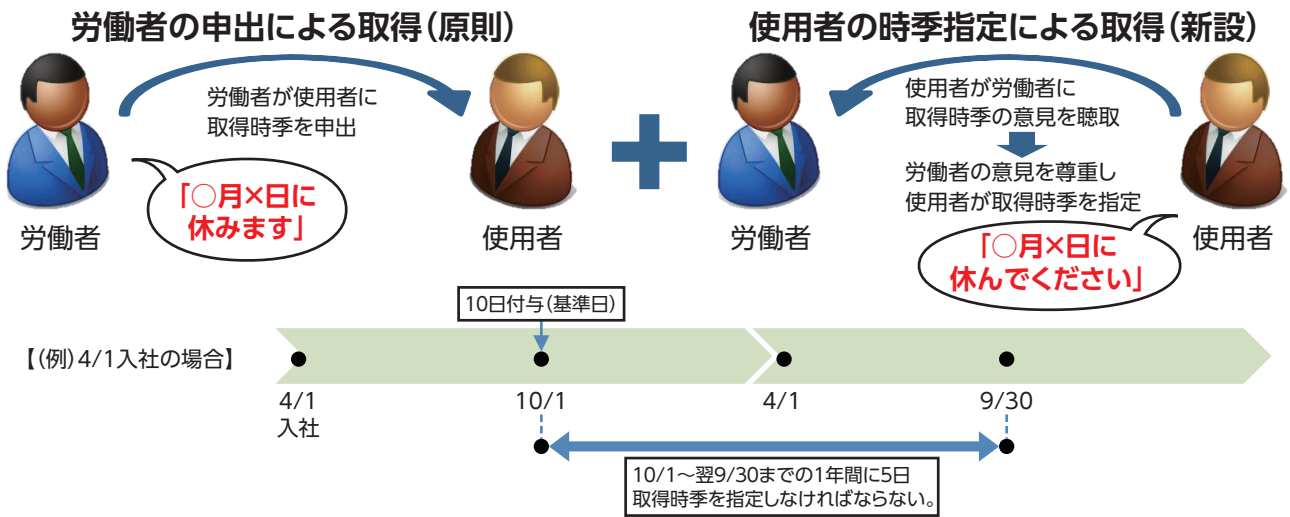 労働者の申出による取得（原則）
労働者が使用者に
取得時季を申出
「○月×日に
休みます」
労働者
使用者
使用者の時季指定による取得（新設）
使用者が労働者に
取得時季の意見を聴取
労働者の意見を尊重し
使用者が取得時季を指定
「○月×日に
休んでください」
労働者
使用者
10日付与（基準日）
【（例）4/1入社の場合】
4/1
入社
10/1
4/1
9/30
10/1～翌9/30までの1年間に5日
取得時季を指定しなければならない。